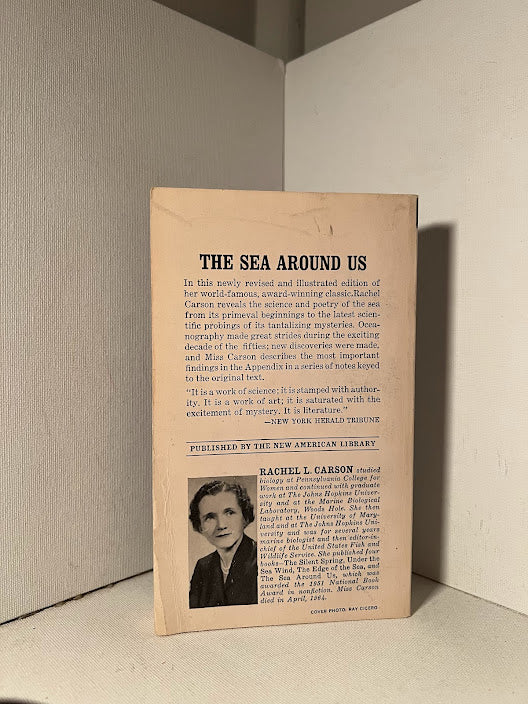 THE SEA AROUND US
In this newly revised and illustrated edition of
her world-famous, award-winning classic,Rachel
Carson reveals the science and poetry of the sea
from its primeval beginnings to the latest scien-
tific probings of its tantalizing mysteries. Ocea-
nography made great strides during the exciting
decade of the fifties; new discoveries were made,
and Miss Carson describes the most important
findings in the Appendix in a series of notes keyed
to the original text.
"It is a work of science; it is stamped with author-
ity. It is a work of art; it is saturated with the
excitement of mystery. It is literature."
—NEW YORK HERALD TRIBUNE
PUBLISHED BY THE NEW AMERICAN LIBRARY
RACHEL L. CARSON studied
biology at Pennsylvania College for
Women and continued with graduate
work at The Johns Hopkins Univer-
sity and at the Marine Biological
Laboratory, Woods Hole. She then
taught at the University of Mary-
land and at The Johns Hopkins Uni-
versity and was for several years
marine biologist and then editor-in-
chief of the United States Fish and
Wildlife Service. She published four
books—The Silent Spring, Under the
Sea Wind, The Edge of the Sea, and
The Sea Around Us, which was
awarded the 1951 National Book
Award in nonfiction. Miss Carson
died in April, 1964.
COVER PHOTO: RAY CICERO